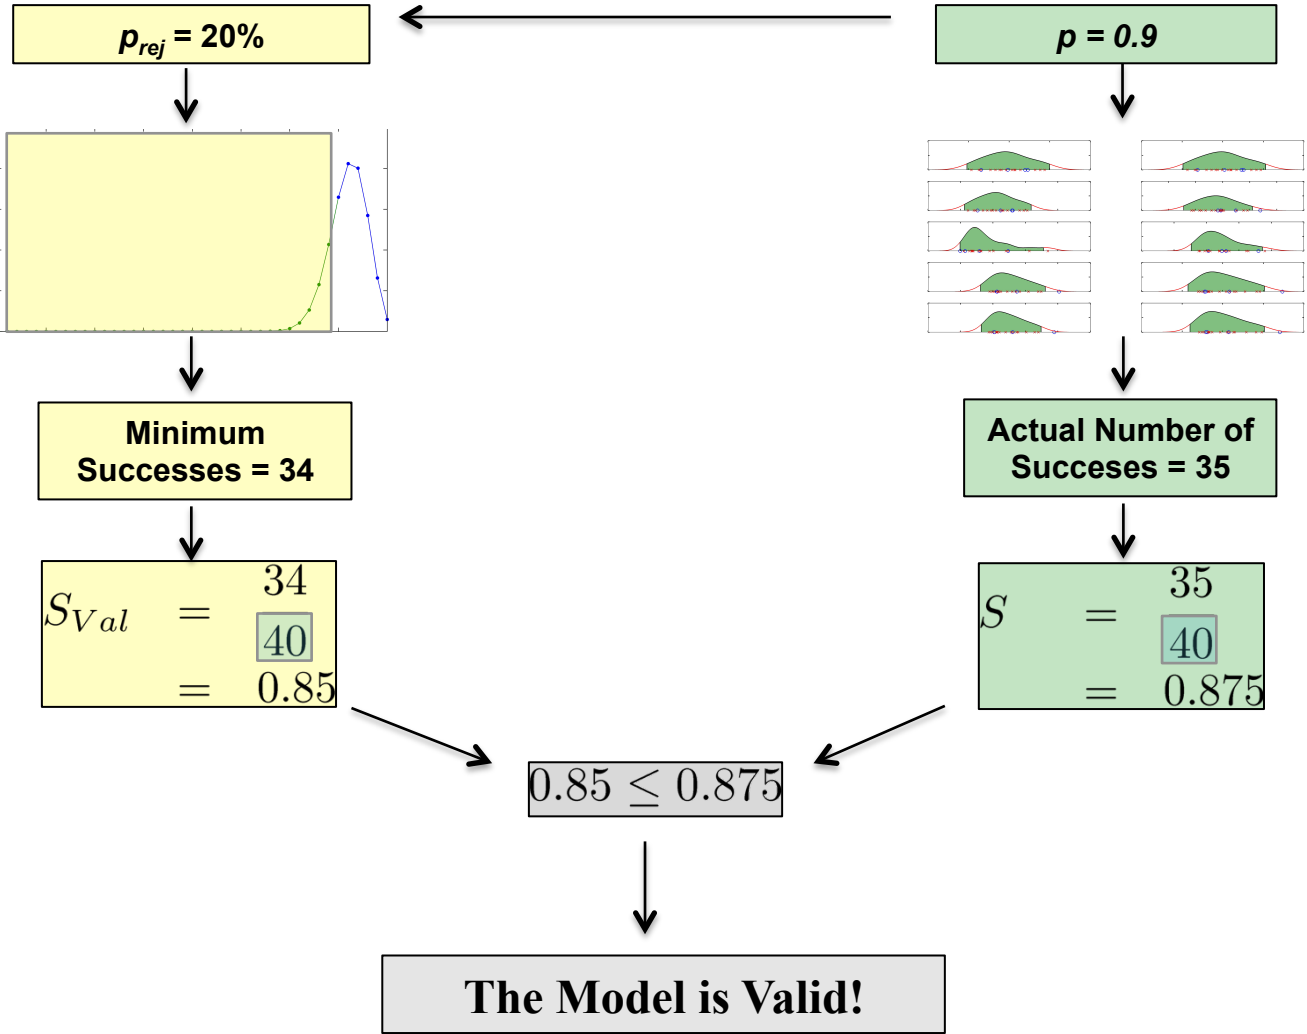 p_rej = 20%
p = 0.9
Minimum
Successes = 34
Actual Number of
Succeses = 35
S_Val = 34
40
= 0.85
S = 35
40
= 0.875
0.85 ≤ 0.875
The Model is Valid!